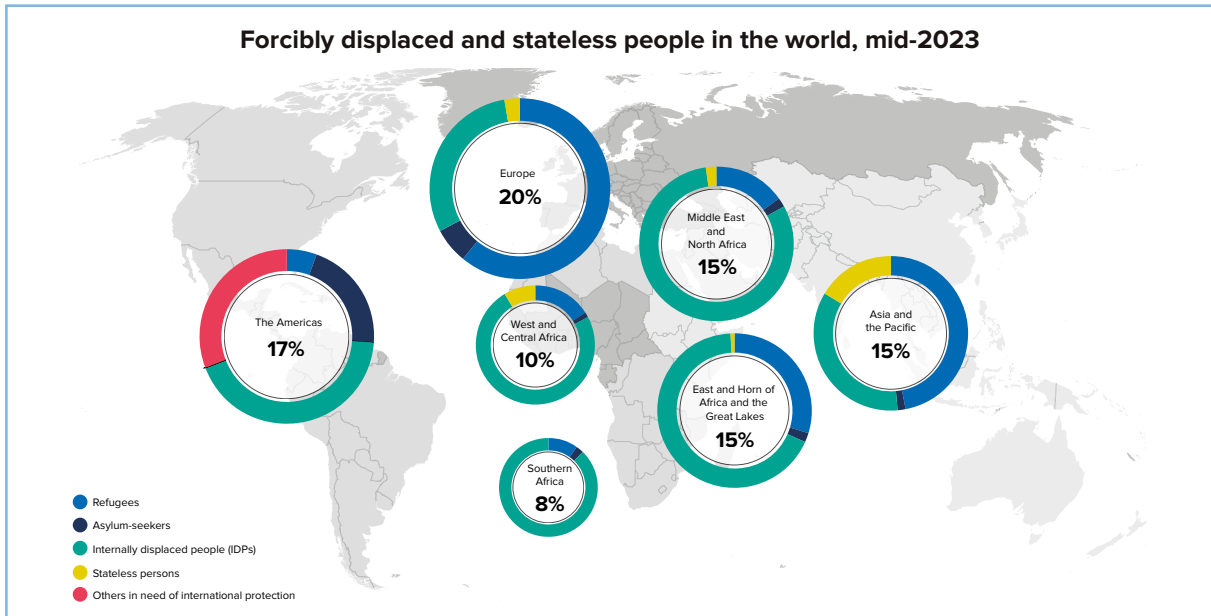 Forcibly displaced and stateless people in the world, mid-2023
Europe
20%
Middle East
and
North Africa
15%
The Americas
17%
West and
Central Africa
10%
Asia and
the Pacific
15%
East and Horn of
Africa and the
Great Lakes
15%
Southern
Africa
8%
Refugees
Asylum-seekers
Internally displaced people (IDPs)
Stateless persons
Others in need of international protection